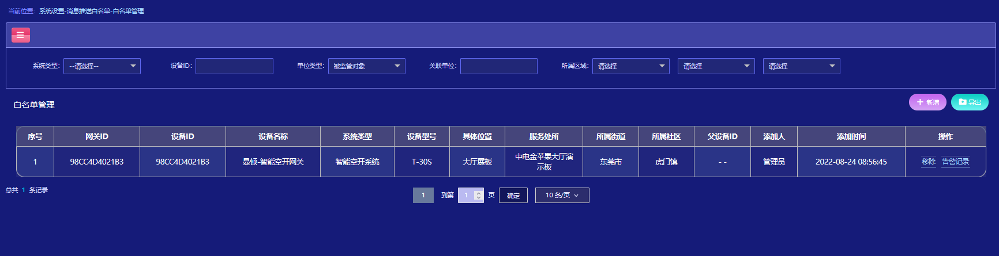 当前位置：系统设置-消息推送白名单-白名单管理
系统类型： --请选择-- 设备ID： 单位类型： 被监管对象 关联单位： 所属区域： 请选择 请选择 请选择
白名单管理 新增 导出
序号 网关ID 设备ID 设备名称 系统类型 设备型号 具体位置 服务处所 所属街道 所属社区 父设备ID 添加人 添加时间 操作
1 98CC4D4021B3 98CC4D4021B3 曼顿-智能空开网关 智能空开系统 T-30S 大厅展板 中电金苹果大厅演 东莞市 虎门镇 - - 管理员 2022-08-24 08:56:45 移除 告警记录
示板
总共 1 条记录 1 到第 1 页 确定 10 条/页